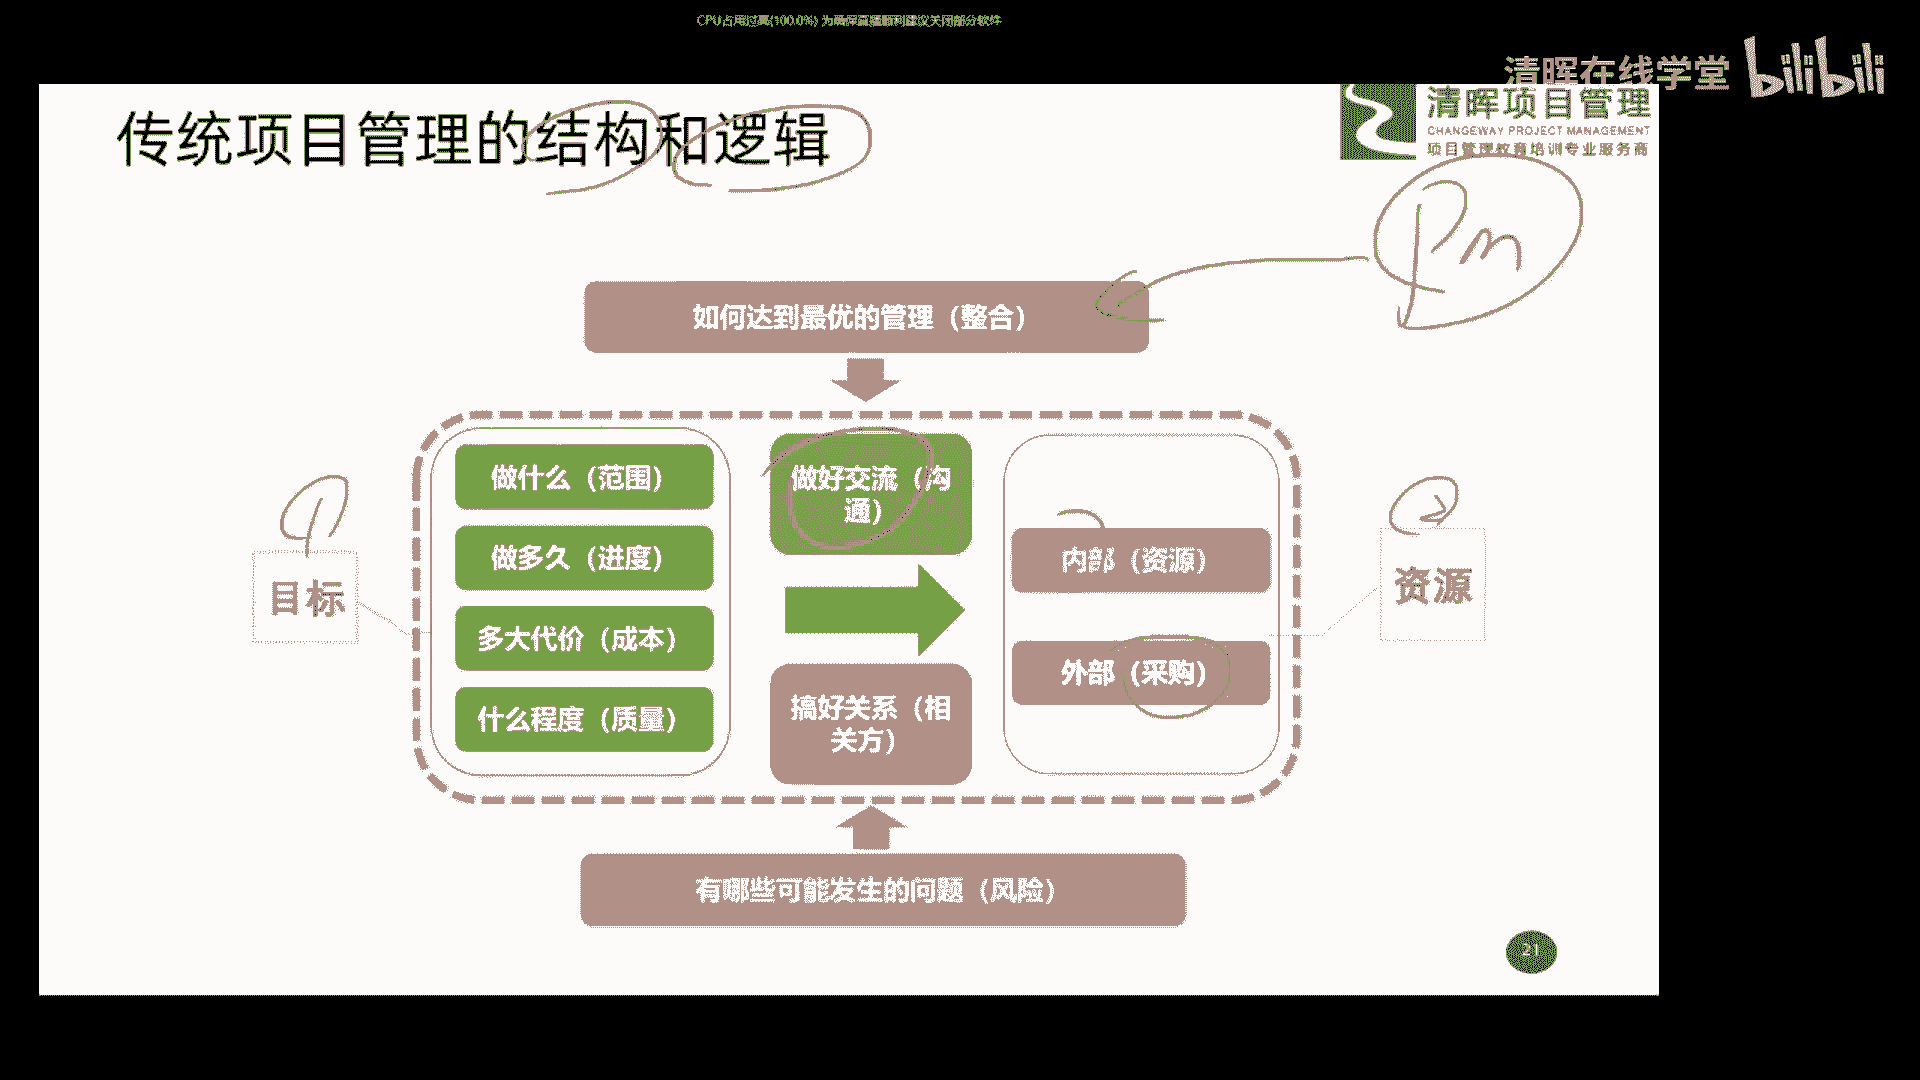 CPU占用过高(100.0%) 为确保直播顺利建议关闭部分软件
清晖在线学堂 bilibili
传统项目管理的结构和逻辑
清晖项目管理
CHANGEWAY PROJECT MANAGEMENT
项目管理教育培训专业服务商
Pm
如何达到最优的管理（整合）
做什么（范围）
做多久（进度）
多大代价（成本）
什么程度（质量）
做好交流（沟
通）
搞好关系（相
关方）
内部（资源）
外部（采购）
1
目标
2
资源
有哪些可能发生的问题（风险）
21